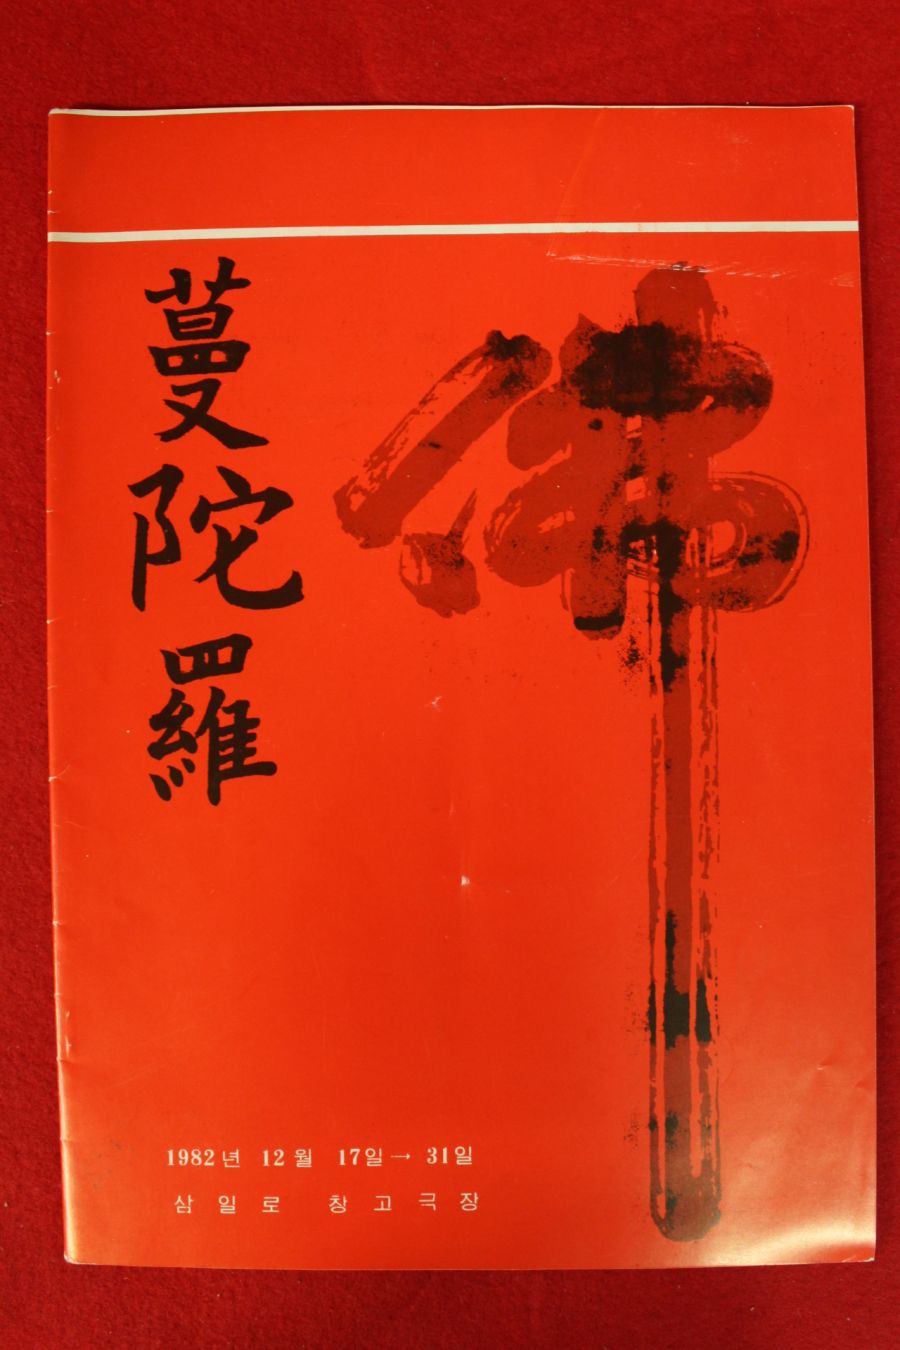 蔓陀羅
佛
1982년 12월 17일→ 31일
삼일로 창고극장